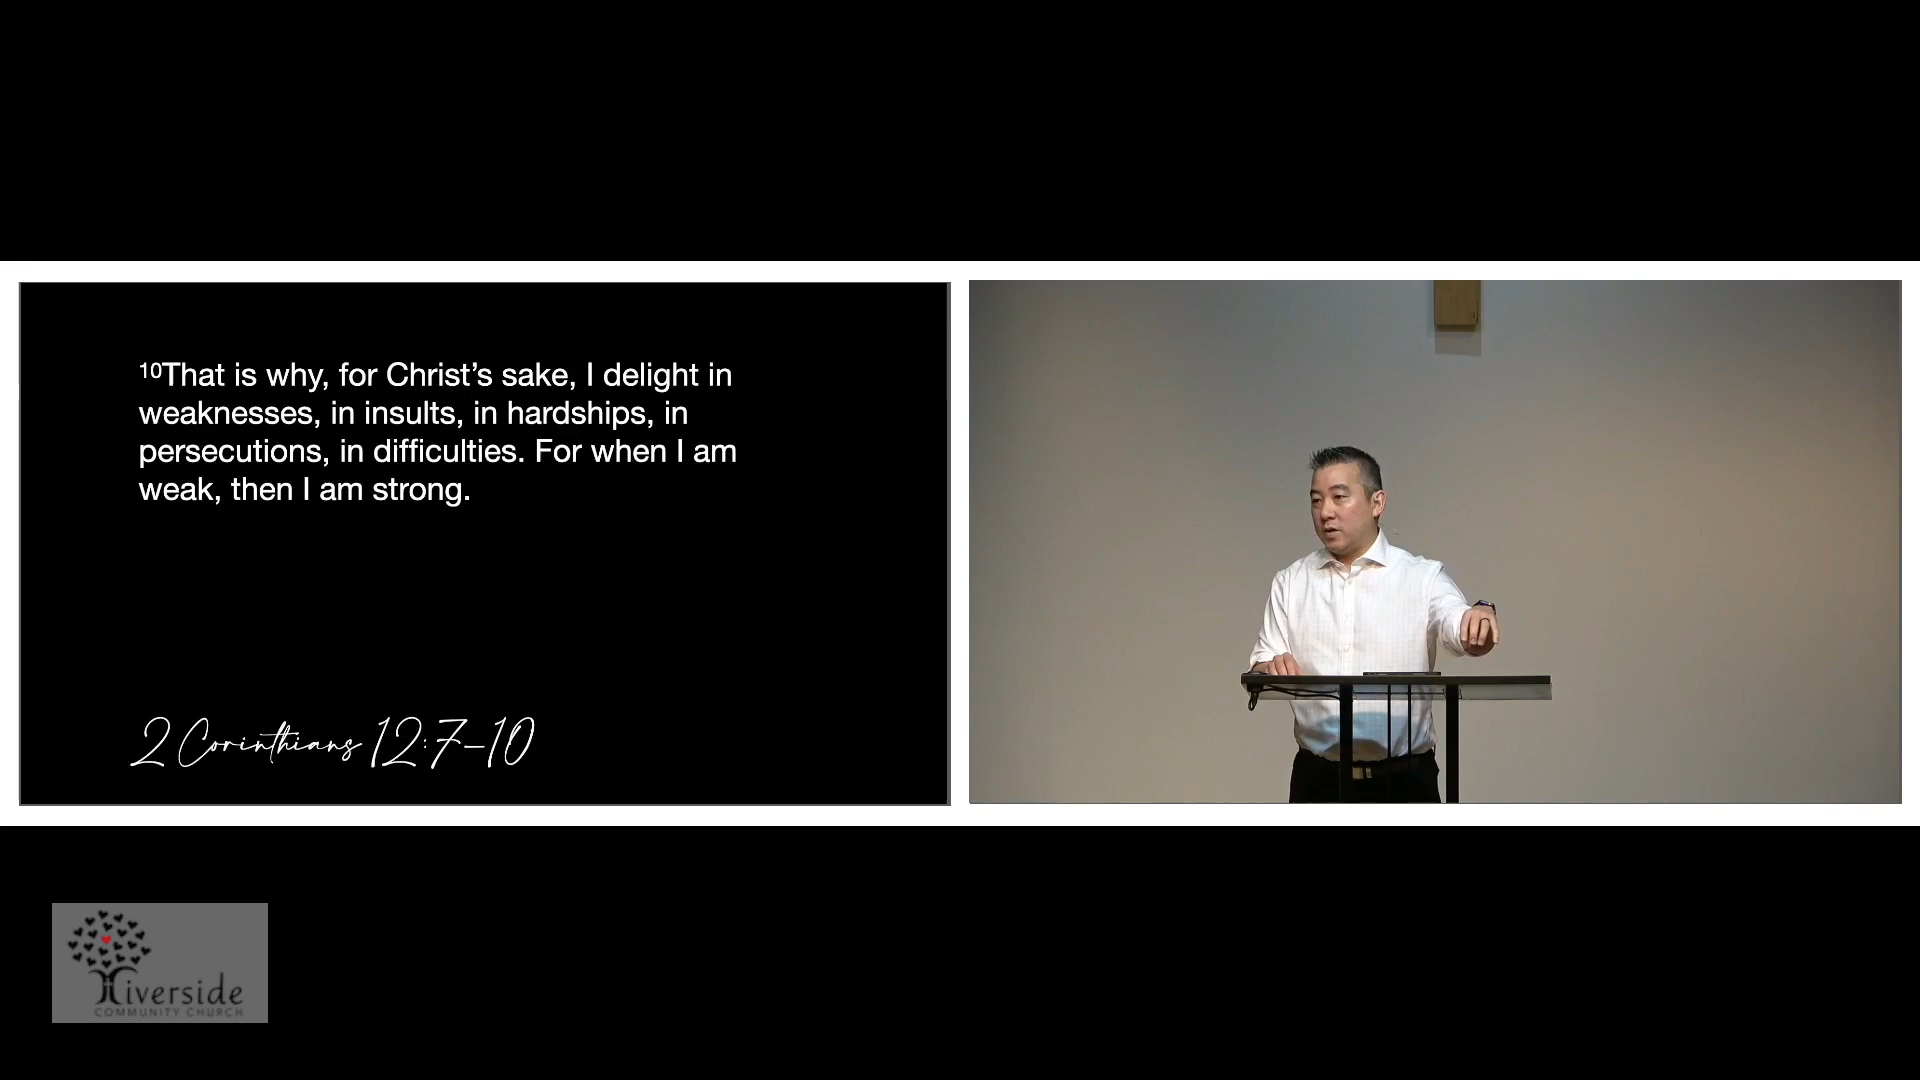 ¹⁰That is why, for Christ’s sake, I delight in
weaknesses, in insults, in hardships, in
persecutions, in difficulties. For when I am
weak, then I am strong.
2 Corinthians 12:7–10
Riverside
COMMUNITY CHURCH